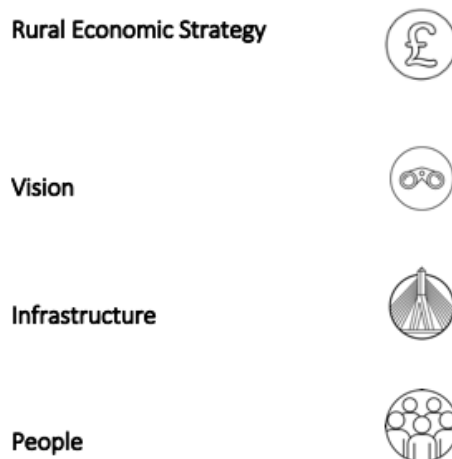 Rural Economic Strategy
£
Vision
Infrastructure
People